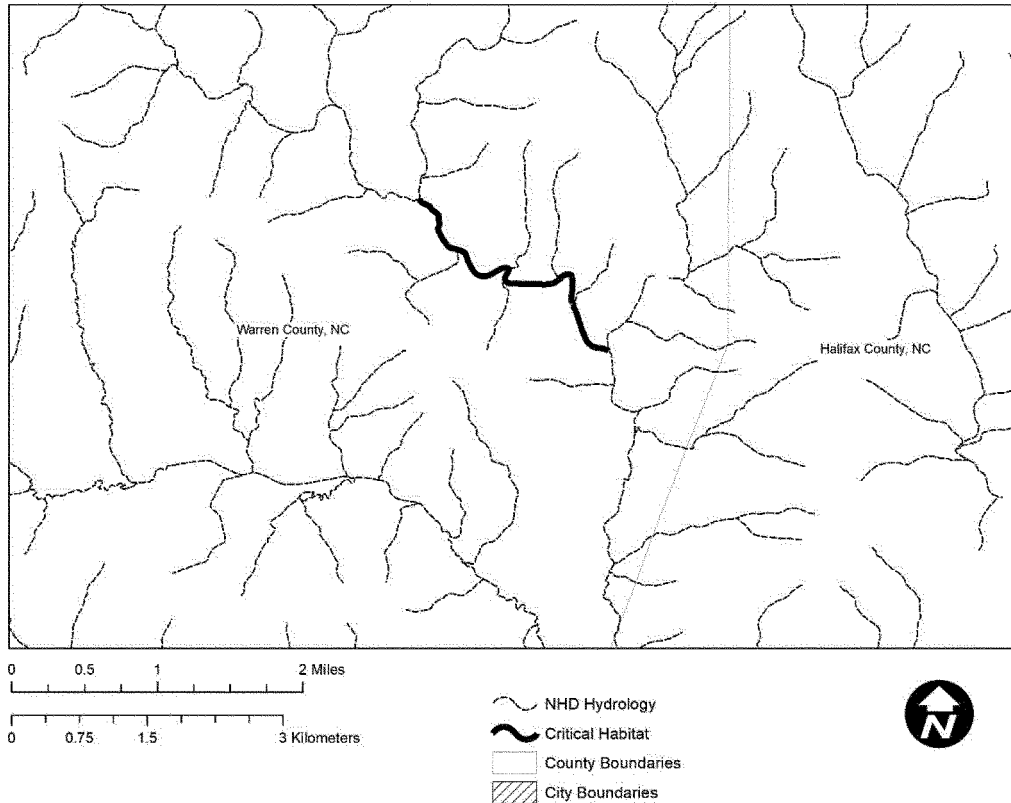 Warren County, NC
Halifax County, NC
0 0.5 1 2 Miles
0 0.75 1.5 3 Kilometers
NHD Hydrology
Critical Habitat
County Boundaries
City Boundaries
N